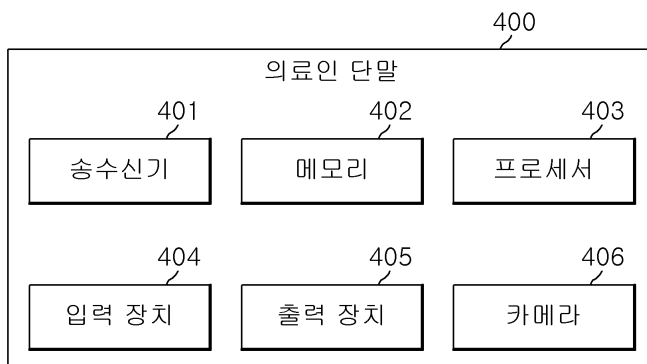 400
의료인 단말
401 402 403
송수신기 메모리 프로세서
404 405 406
입력 장치 출력 장치 카메라